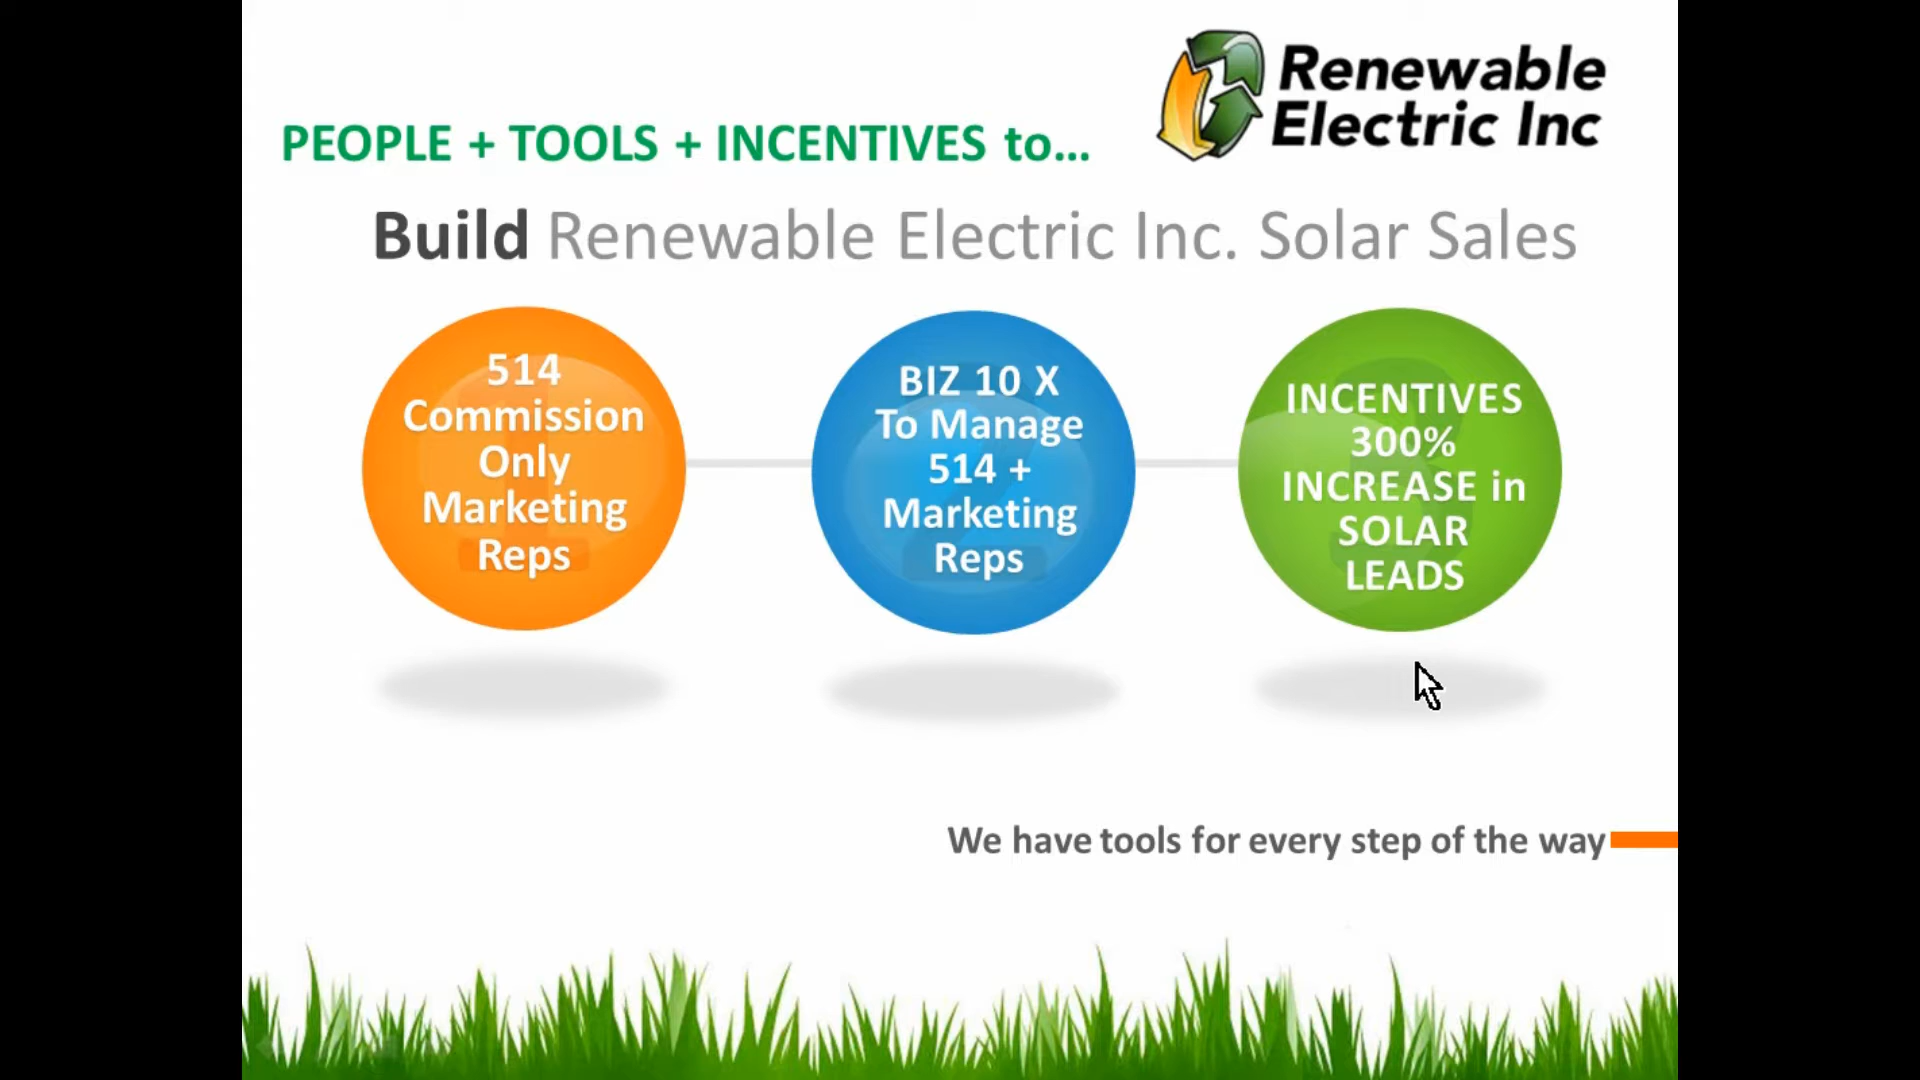 Renewable
Electric Inc
PEOPLE + TOOLS + INCENTIVES to...
Build Renewable Electric Inc. Solar Sales
514
Commission
Only
Marketing
Reps
BIZ 10 X
To Manage
514 +
Marketing
Reps
INCENTIVES
300%
INCREASE in
SOLAR
LEADS
We have tools for every step of the way